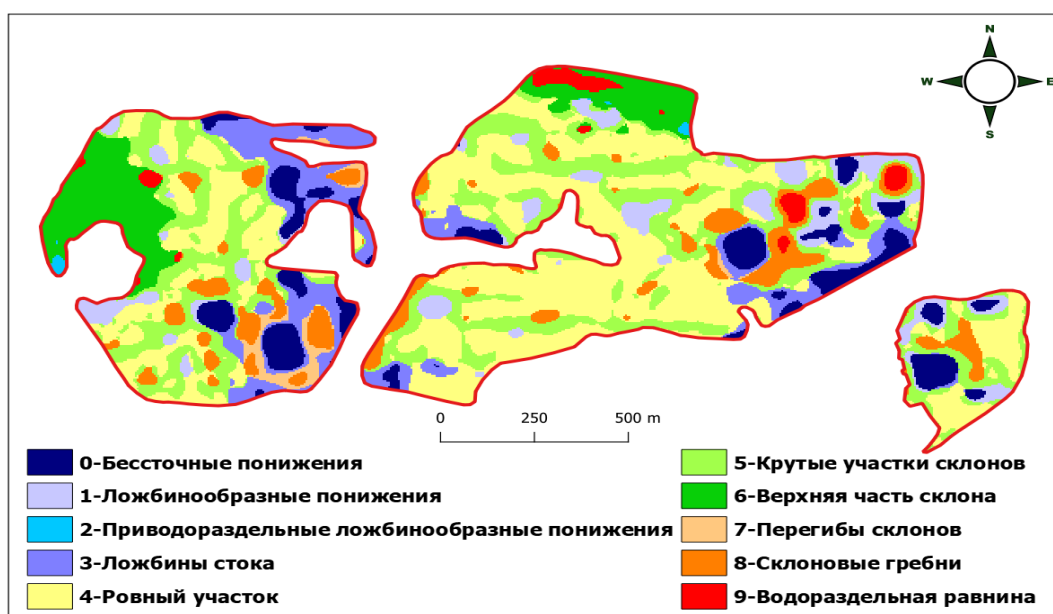 N
W E
S
0 250 500 m
0-Бессточные понижения
1-Ложбинообразные понижения
2-Приводораздельные ложбинообразные понижения
3-Ложбины стока
4-Ровный участок
5-Крутые участки склонов
6-Верхняя часть склона
7-Перегибы склонов
8-Склоновые гребни
9-Водораздельная равнина